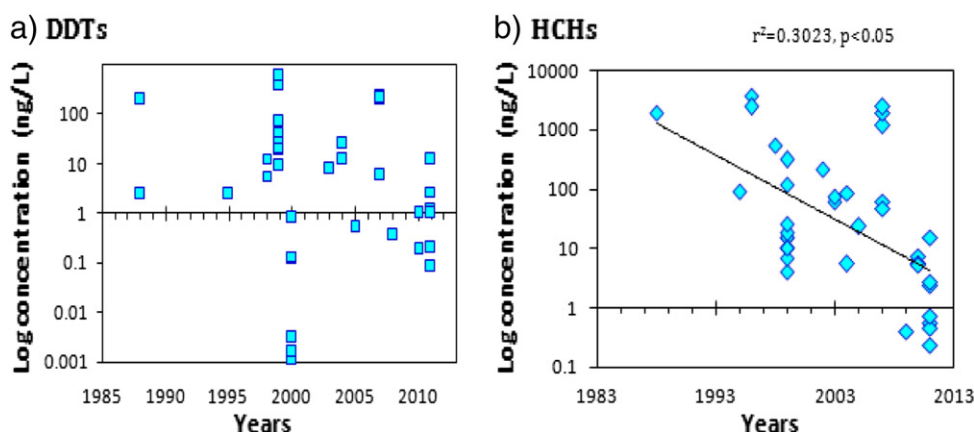 a) DDTs
Log concentration (ng/L)
100
10
1
0.1
0.01
0.001
1985 1990 1995 2000 2005 2010
Years
b) HCHs
r²=0.3023, p<0.05
Log concentration (ng/L)
10000
1000
100
10
1
0.1
1983 1993 2003 2013
Years